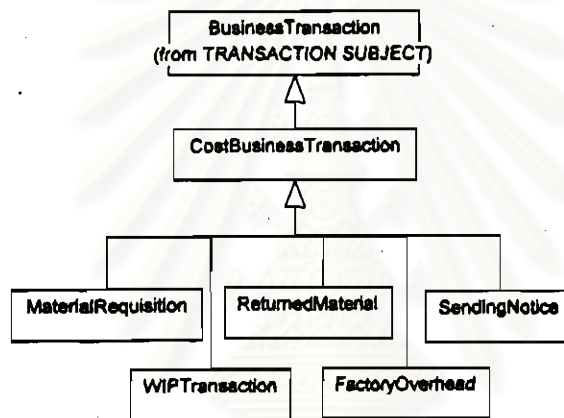 BusinessTransaction
(from TRANSACTION SUBJECT)
CostBusinessTransaction
MaterialRequisition
ReturnedMaterial
SendingNotice
WIPTransaction
FactoryOverhead